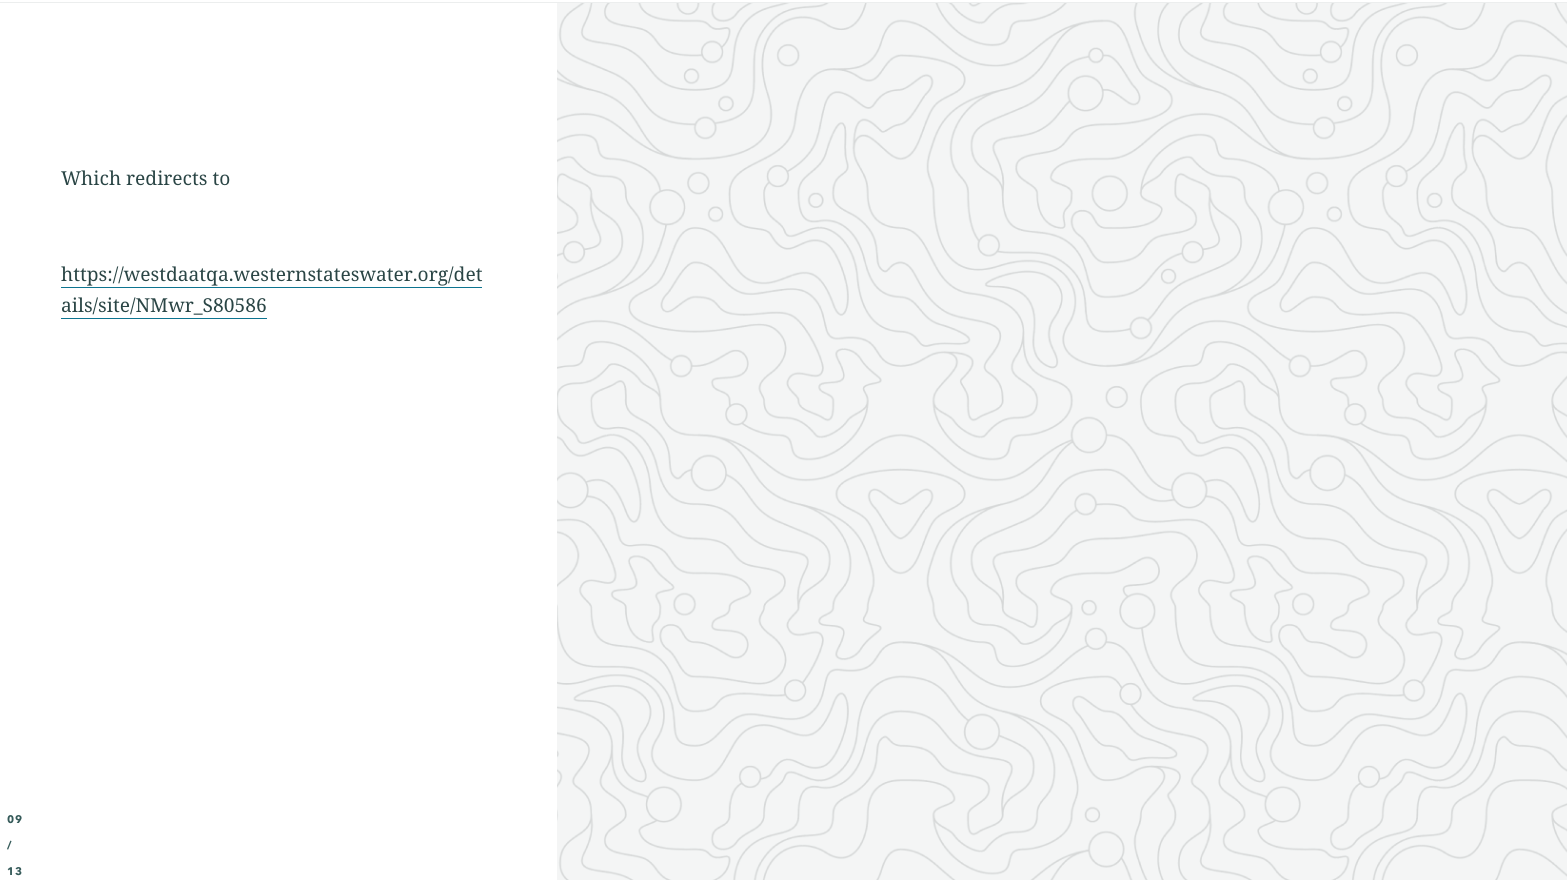 Which redirects to
https://westdaatqa.westernstateswater.org/det
ails/site/NMwr_S80586
09
/
13